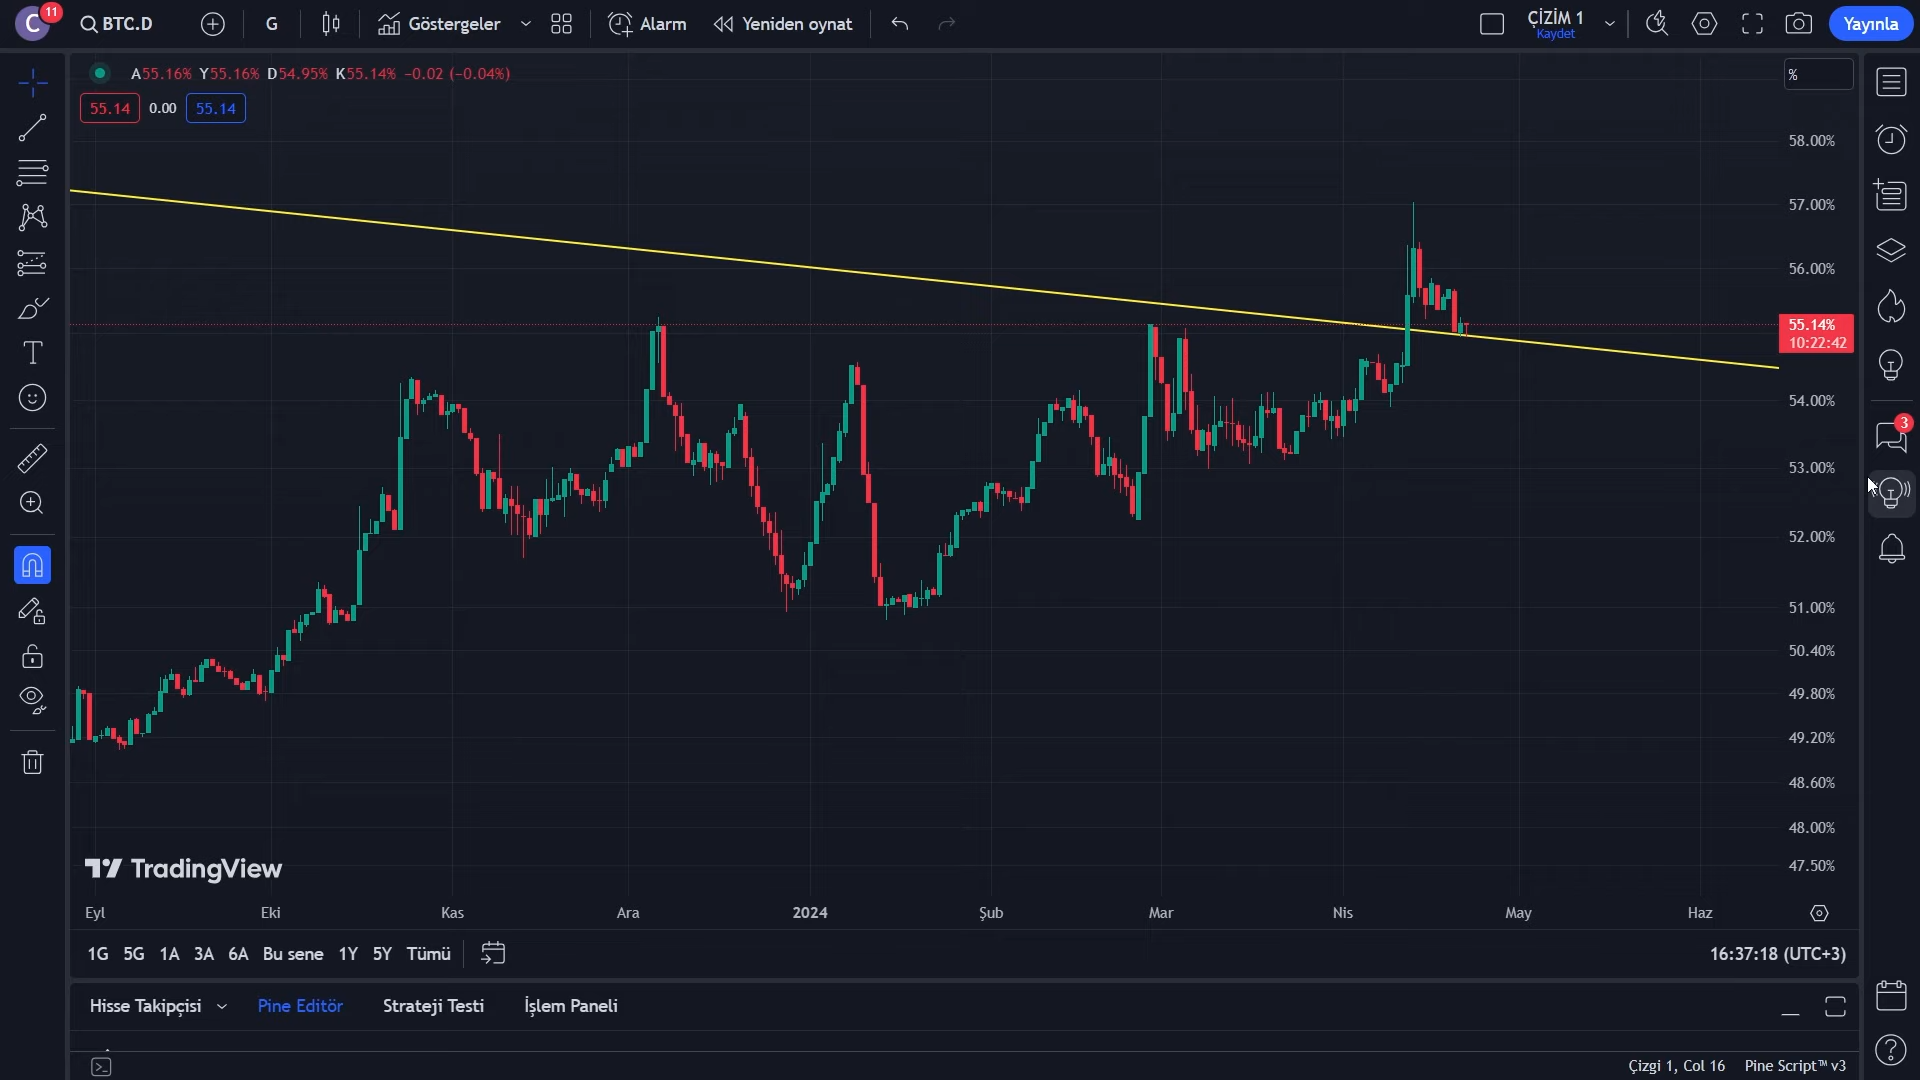 C 11 BTC.D G Göstergeler Alarm Yeniden oynat ÇİZİM 1 Yayınla
Kaydet
A55.16% Y55.16% D54.95% K55.14% −0.02 (−0.04%)
%
55.14 0.00 55.14
58.00%
57.00%
56.00%
55.14%
10:22:42
54.00%
3
53.00%
52.00%
51.00%
50.40%
49.80%
49.20%
48.60%
48.00%
47.50%
TradingView
Eyl Eki Kas Ara 2024 Şub Mar Nis May Haz
1G 5G 1A 3A 6A Bu sene 1Y 5Y Tümü 16:37:18 (UTC+3)
Hisse Takipçisi Pine Editör Strateji Testi İşlem Paneli
Çizgi 1, Col 16 Pine Script™ v3